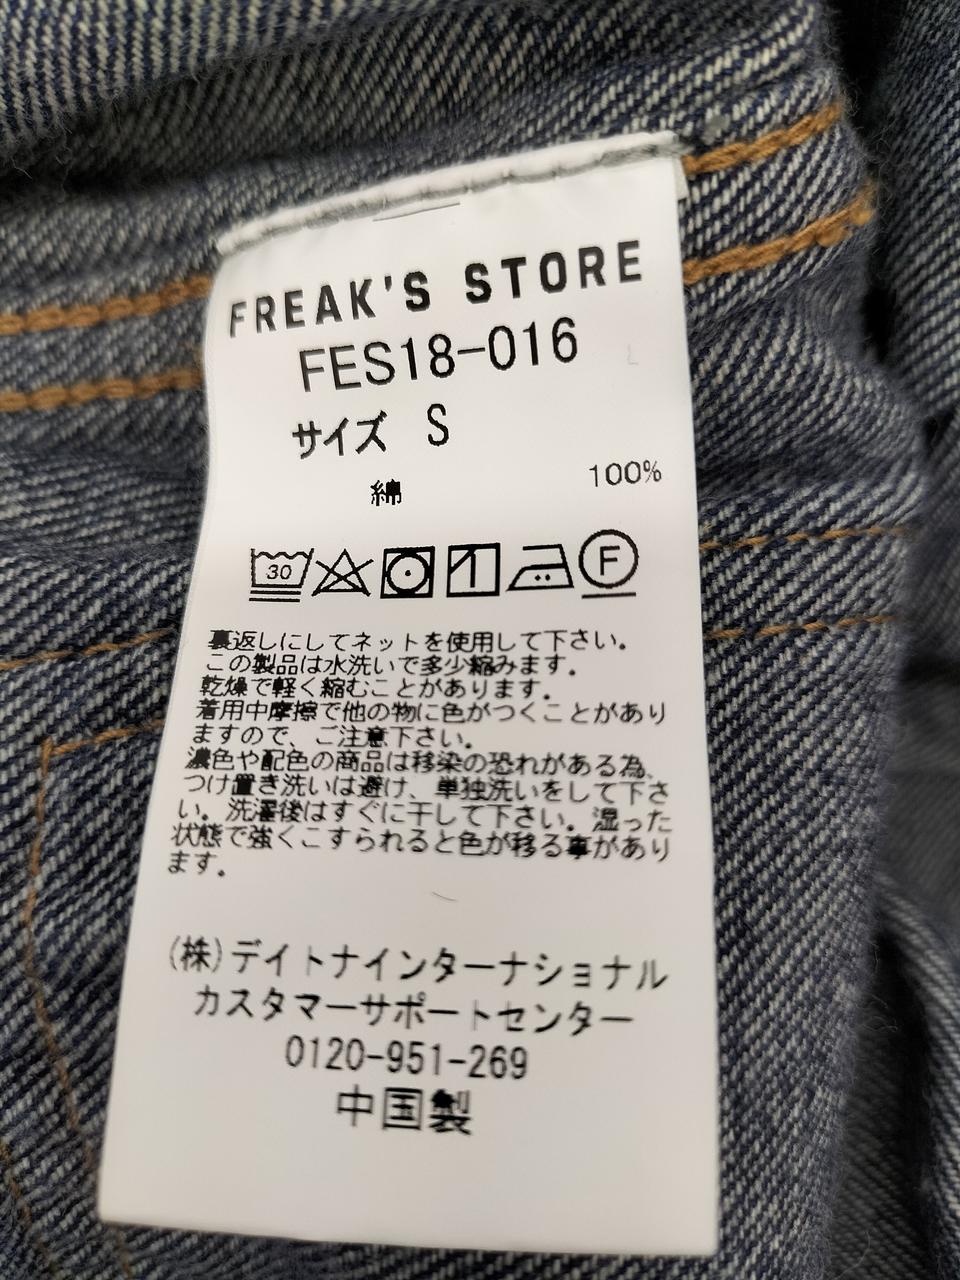 FREAK'S STORE
FES18-016
サイズ S
綿 100%
30 F
裏返しにしてネットを使用して下さい。
この製品は水洗いで多少縮みます。
乾燥で軽く縮むことがあります。
着用中摩擦で他の物に色がつくことがあり
ますので、ご注意下さい。
濃色や配色の商品は移染の恐れがある為、
つけ置き洗いは避け、単独洗いをして下さ
い。洗濯後はすぐに干して下さい。湿った
状態で強くこすられると色が移る事があり
ます。
(株)デイトナインターナショナル
カスタマーサポートセンター
0120-951-269
中国製